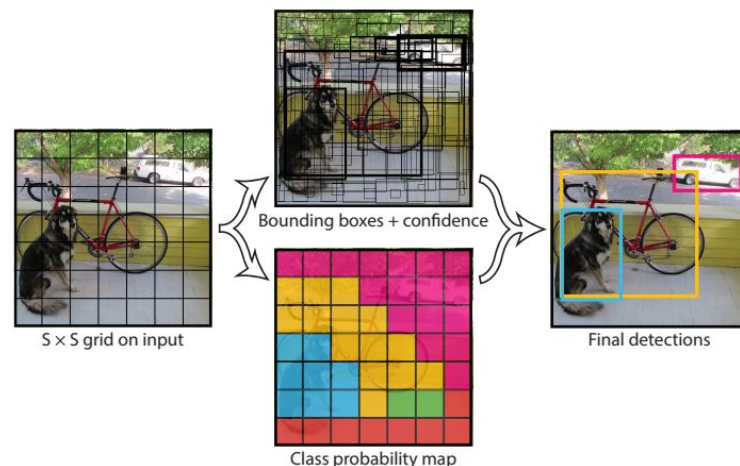 Bounding boxes + confidence
S × S grid on input
Final detections
Class probability map